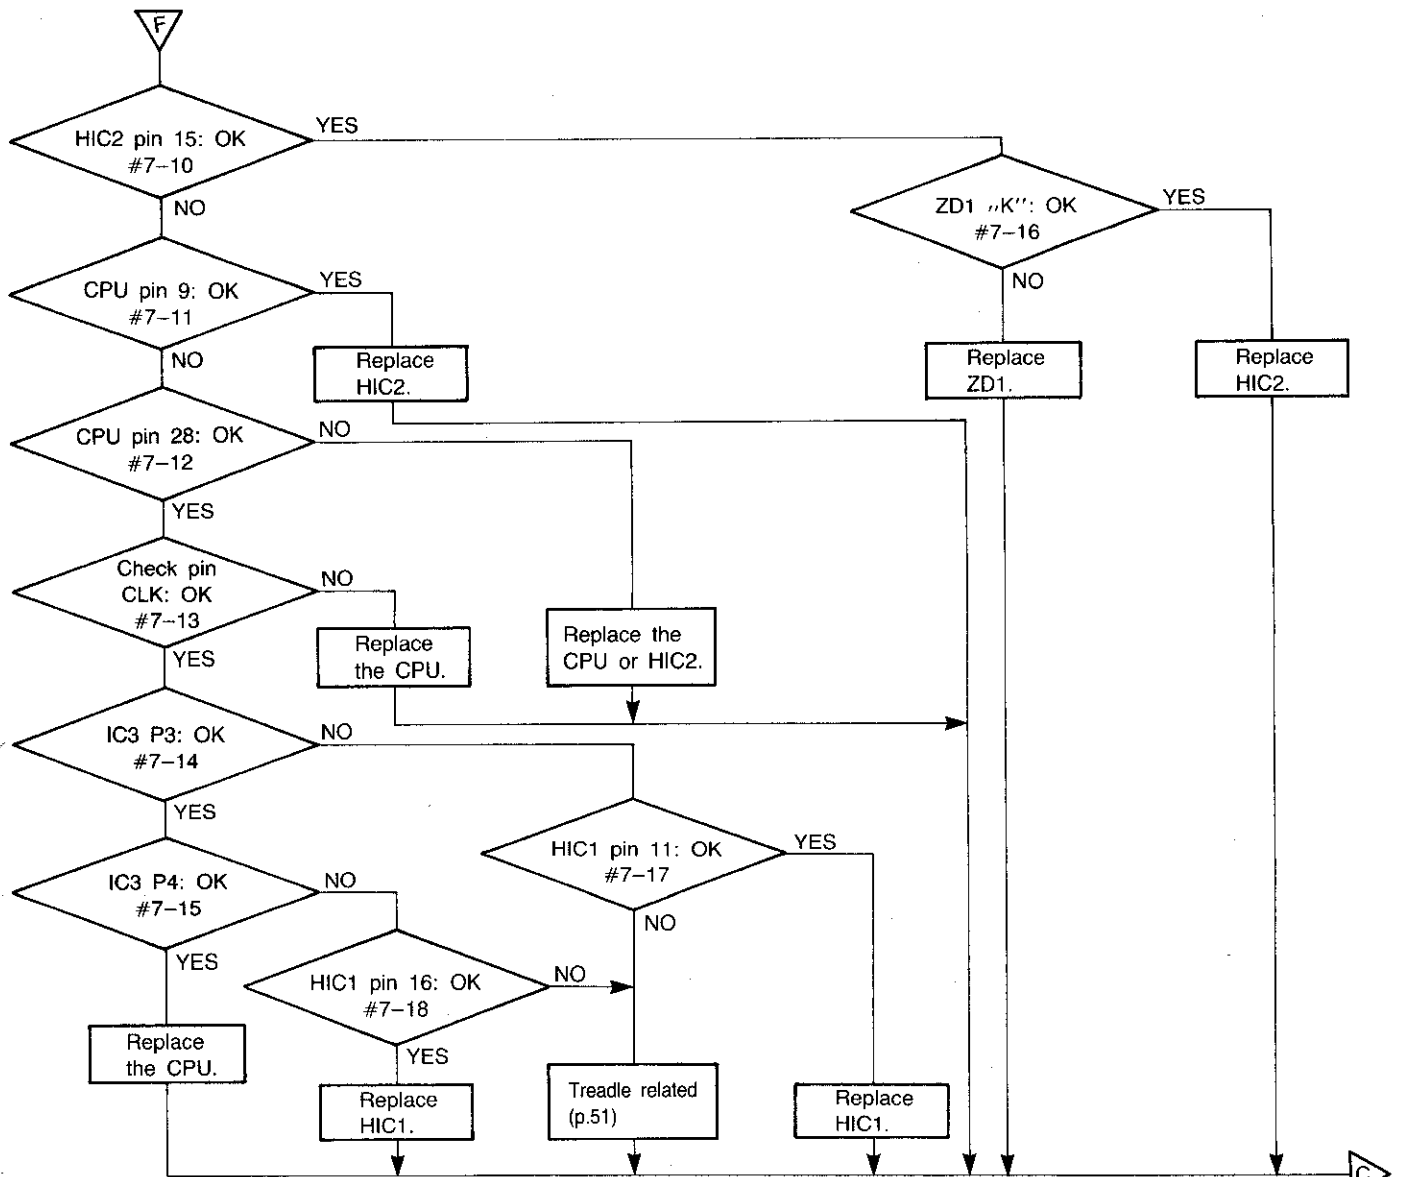 F
HIC2 pin 15: OK
#7-10
YES
NO
ZD1 "K": OK
#7-16
YES
NO
CPU pin 9: OK
#7-11
YES
NO
Replace
HIC2.
Replace
ZD1.
Replace
HIC2.
CPU pin 28: OK
#7-12
NO
YES
Check pin
CLK: OK
#7-13
NO
YES
Replace
the CPU.
Replace the
CPU or HIC2.
IC3 P3: OK
#7-14
NO
YES
HIC1 pin 11: OK
#7-17
YES
NO
IC3 P4: OK
#7-15
NO
YES
HIC1 pin 16: OK
#7-18
NO
YES
Replace
the CPU.
Replace
HIC1.
Treadle related
(p.51)
Replace
HIC1.